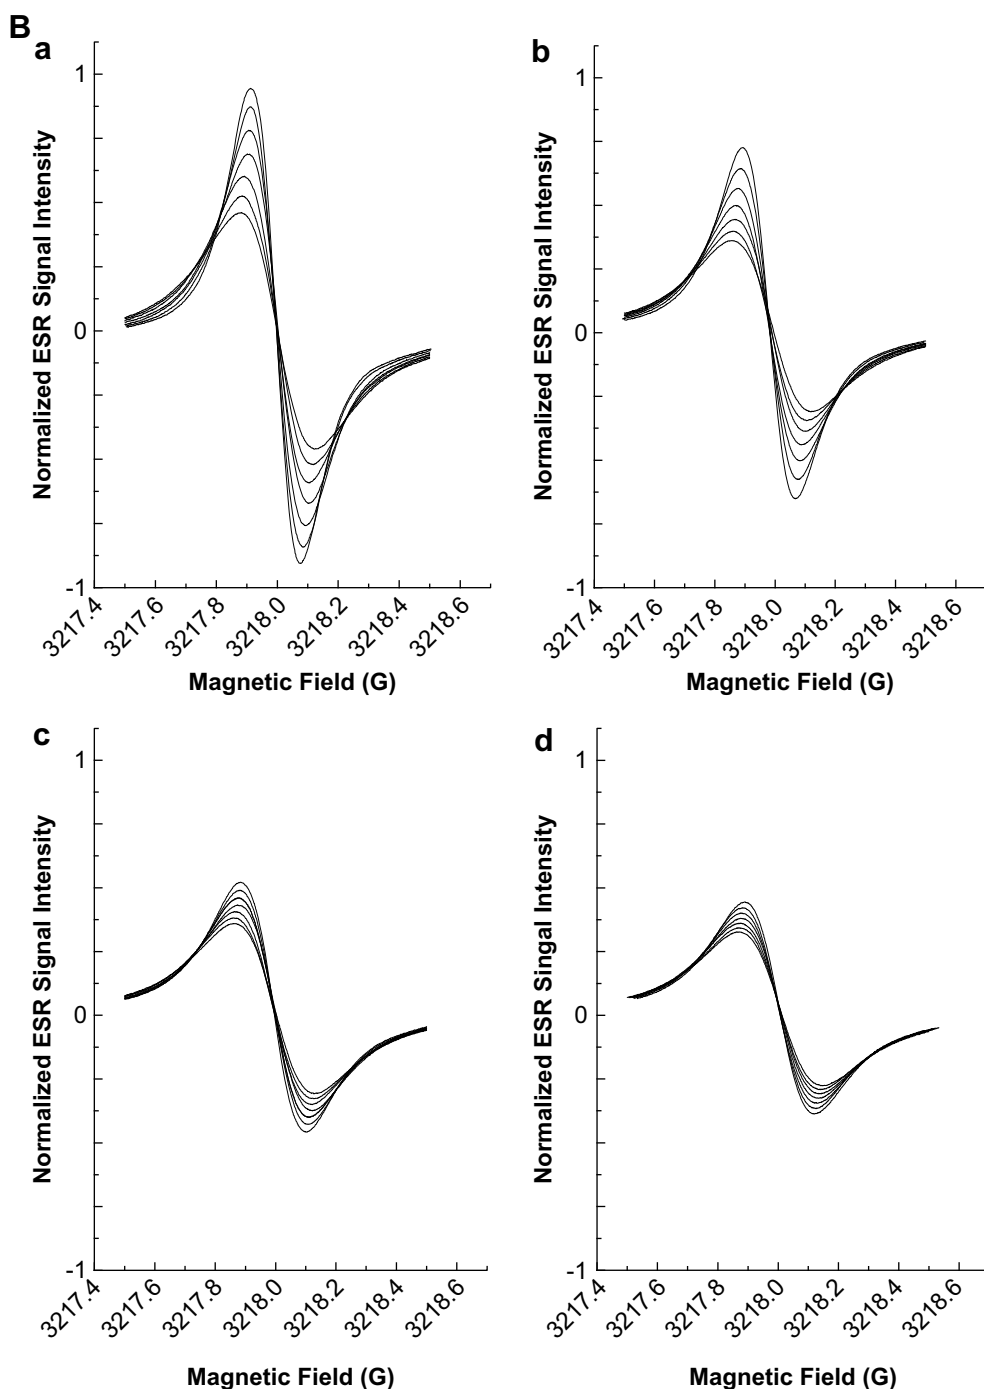 B
a
1
0
-1
Normalized ESR Signal Intensity
3217.4 3217.6 3217.8 3218.0 3218.2 3218.4 3218.6
Magnetic Field (G)
b
1
0
-1
Normalized ESR Signal Intensity
3217.4 3217.6 3217.8 3218.0 3218.2 3218.4 3218.6
Magnetic Field (G)
c
1
0
-1
Normalized ESR Signal Intensity
3217.4 3217.6 3217.8 3218.0 3218.2 3218.4 3218.6
Magnetic Field (G)
d
1
0
-1
Normalized ESR Singal Intensity
3217.4 3217.6 3217.8 3218.0 3218.2 3218.4 3218.6
Magnetic Field (G)